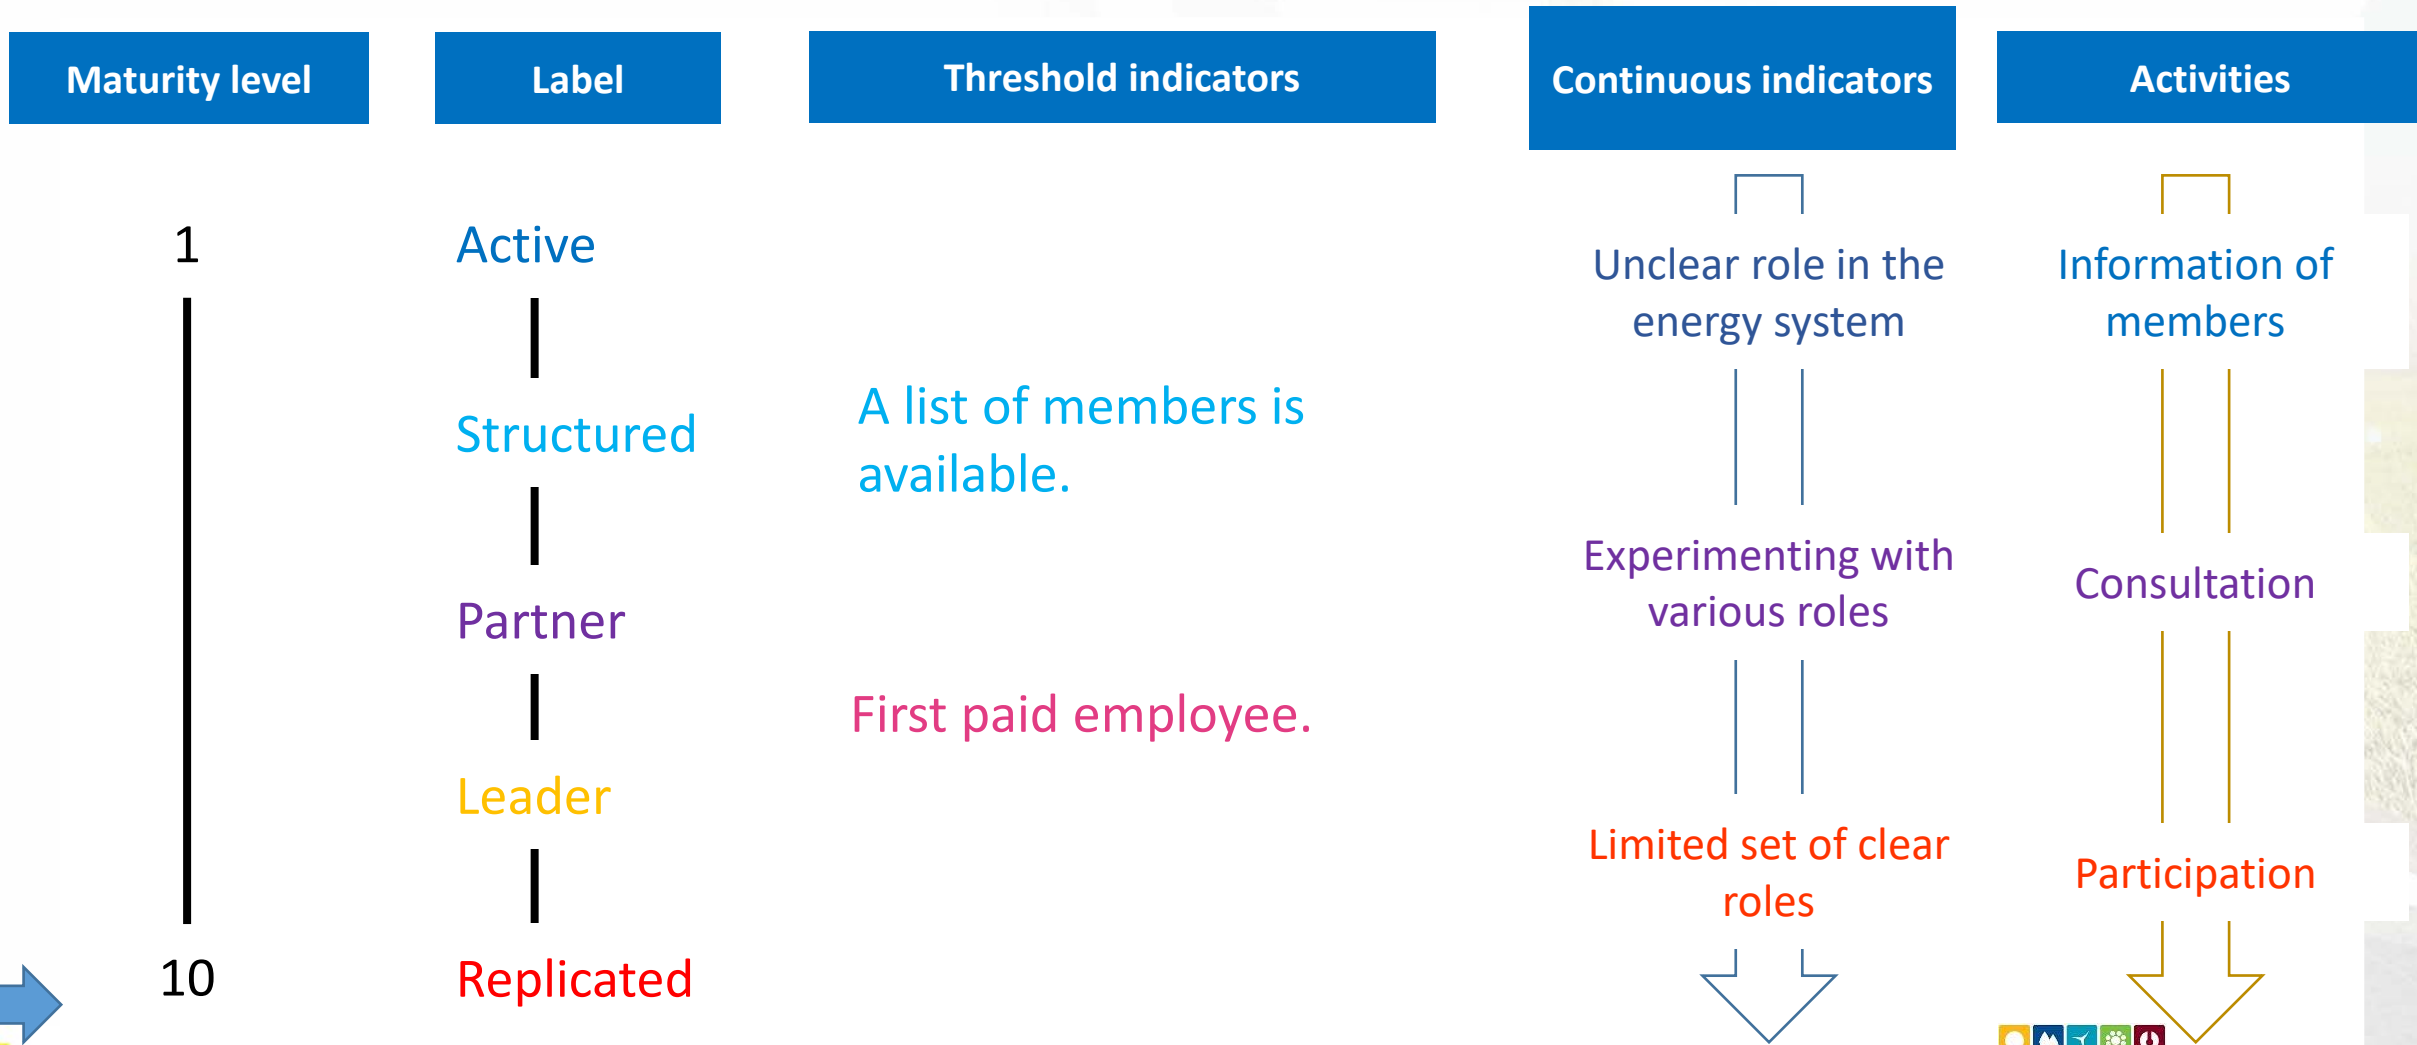 Maturity level
Label
Threshold indicators
Continuous indicators
Activities
1
10
Active
Structured
Partner
Leader
Replicated
A list of members is
available.
First paid employee.
Unclear role in the
energy system
Experimenting with
various roles
Limited set of clear
roles
Information of
members
Consultation
Participation